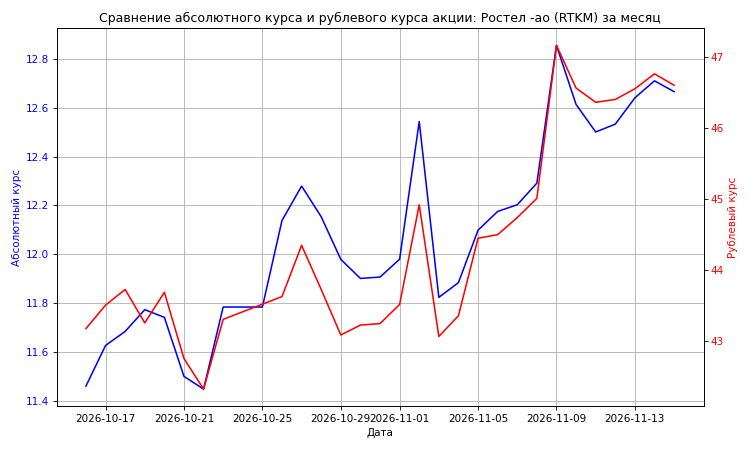 Сравнение абсолютного курса и рублевого курса акции: Ростел -ао (RTKM) за месяц
12.8
12.6
12.4
12.2
12.0
11.8
11.6
11.4
Абсолютный курс
47
46
45
44
43
Рублевый курс
2026-10-17 2026-10-21 2026-10-25 2026-10-29 2026-11-01 2026-11-05 2026-11-09 2026-11-13
Дата